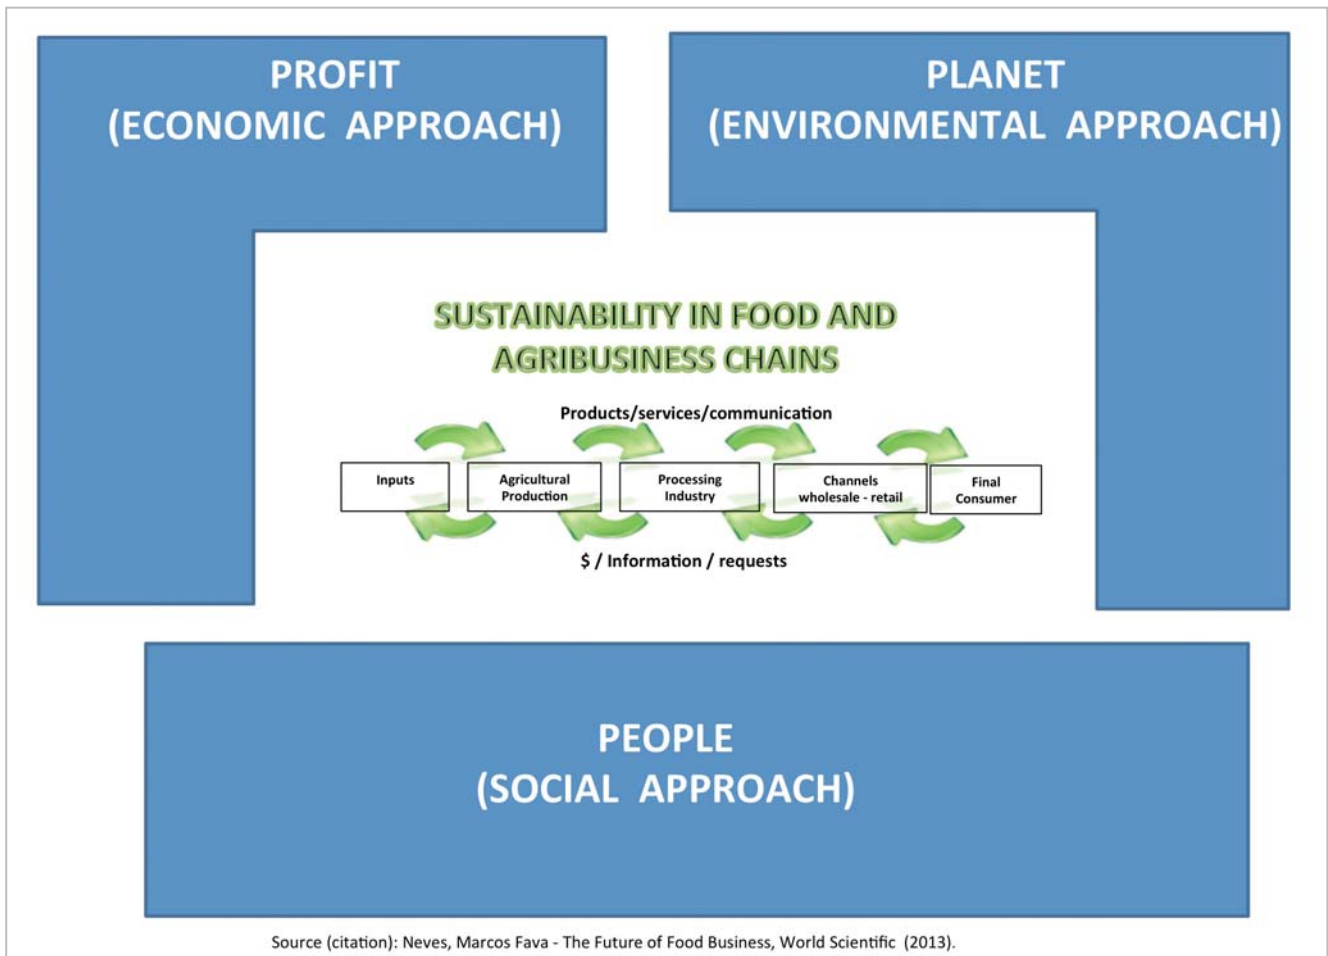 PROFIT
(ECONOMIC APPROACH)
PLANET
(ENVIRONMENTAL APPROACH)
SUSTAINABILITY IN FOOD AND
AGRIBUSINESS CHAINS
Products/services/communication
Inputs
Agricultural
Production
Processing
Industry
Channels
wholesale - retail
Final
Consumer
$ / Information / requests
PEOPLE
(SOCIAL APPROACH)
Source (citation): Neves, Marcos Fava - The Future of Food Business, World Scientific (2013).